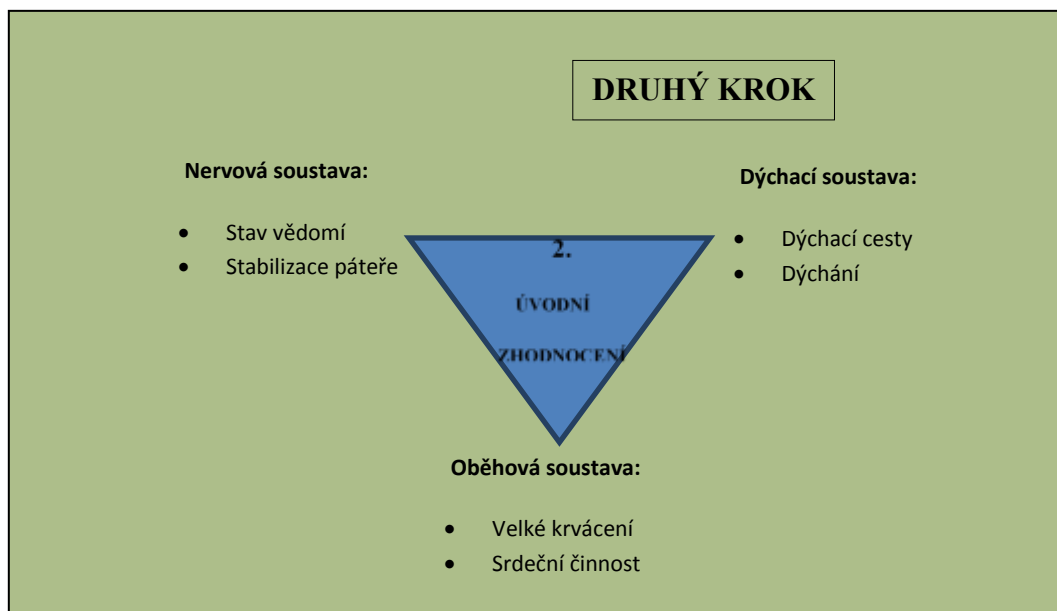 DRUHÝ KROK
Nervová soustava:
• Stav vědomí
• Stabilizace páteře
Dýchací soustava:
• Dýchací cesty
• Dýchání
2.
ÚVODNÍ
ZHODNOCENÍ
Oběhová soustava:
• Velké krvácení
• Srdeční činnost